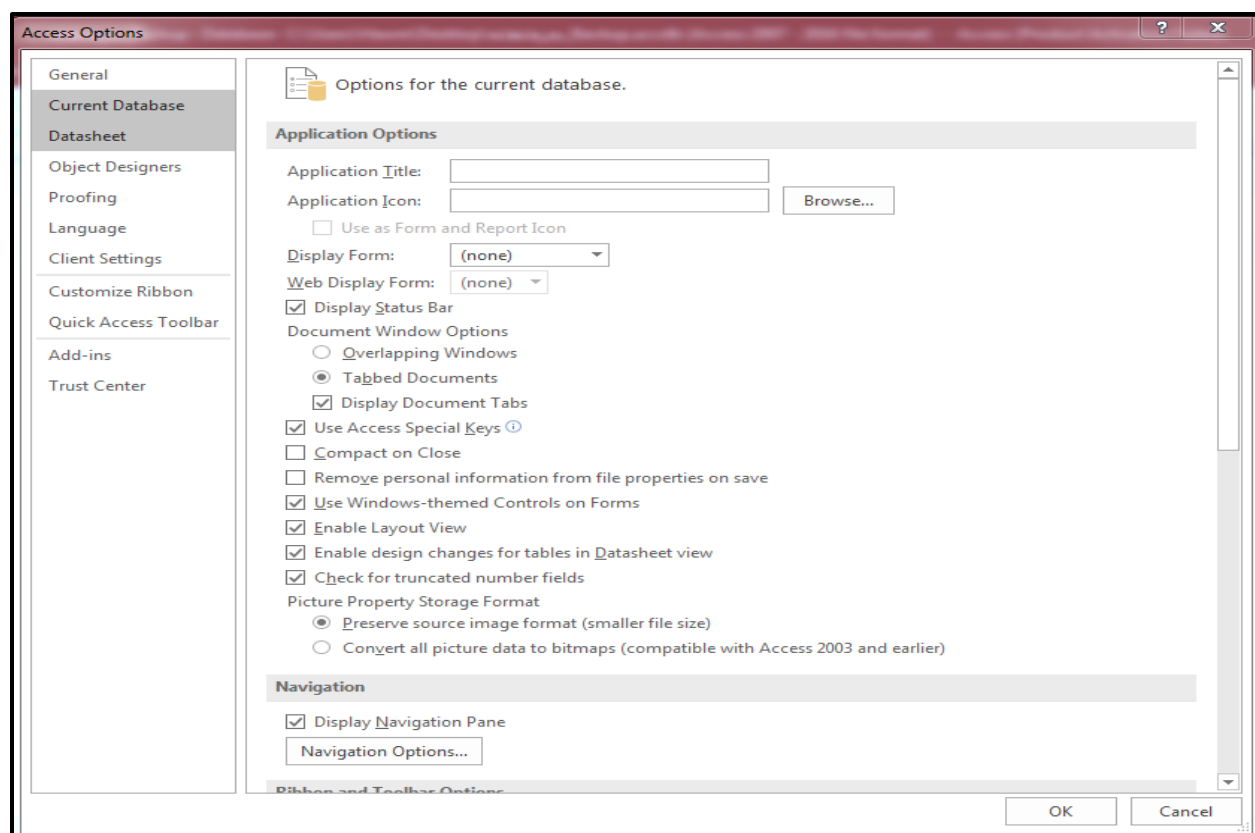 Access Options
?
General
Current Database
Datasheet
Object Designers
Proofing
Language
Client Settings
Customize Ribbon
Quick Access Toolbar
Add-ins
Trust Center
Options for the current database.
Application Options
Application Title:
Application Icon: Browse...
Use as Form and Report Icon
Display Form: (none)
Web Display Form: (none)
Display Status Bar
Document Window Options
Overlapping Windows
Tabbed Documents
Display Document Tabs
Use Access Special Keys
Compact on Close
Remove personal information from file properties on save
Use Windows-themed Controls on Forms
Enable Layout View
Enable design changes for tables in Datasheet view
Check for truncated number fields
Picture Property Storage Format
Preserve source image format (smaller file size)
Convert all picture data to bitmaps (compatible with Access 2003 and earlier)
Navigation
Display Navigation Pane
Navigation Options...
Ribbon and Toolbar Options
OK Cancel